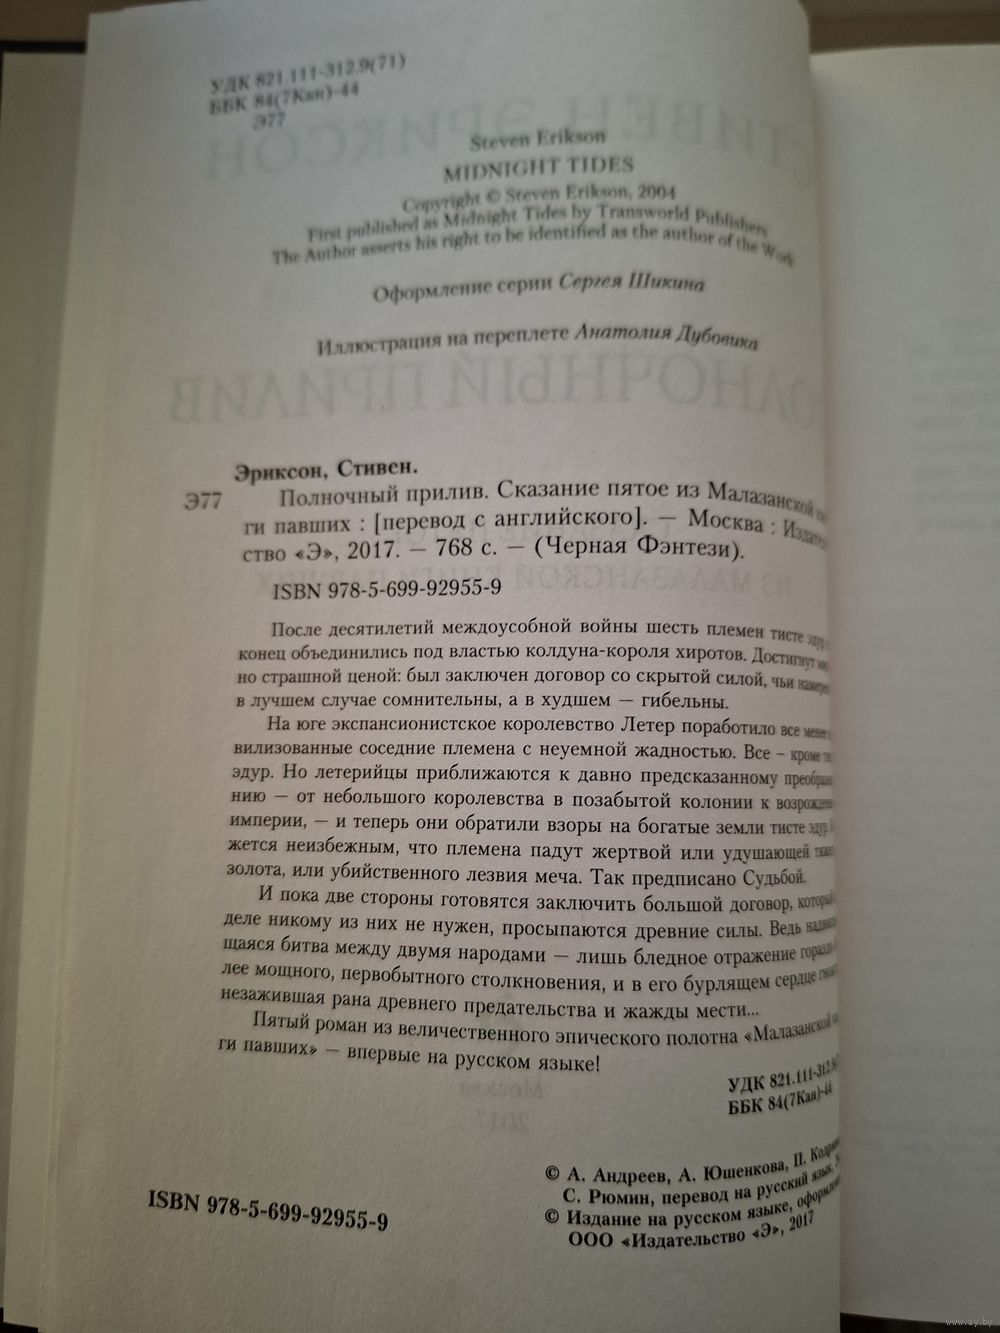 УДК 821.111-312.9(71)
ББК 84(7Кан)-44
Э77
Steven Erikson
MIDNIGHT TIDES
Copyright © Steven Erikson, 2004
First published as Midnight Tides by Transworld Publishers
The Author asserts his right to be identified as the author of the Work
Оформление серии Сергея Шикина
Иллюстрация на переплете Анатолия Дубовика
Эриксон, Стивен.
Э77 Полночный прилив. Сказание пятое из Малазанской
ги павших : [перевод с английского]. — Москва : Издатель
ство «Э», 2017. — 768 с. — (Черная Фэнтези).
ISBN 978-5-699-92955-9
После десятилетий междоусобной войны шесть племен тисте эдур
конец объединились под властью колдуна-короля хиротов. Достигнут
но страшной ценой: был заключен договор со скрытой силой, чьи
в лучшем случае сомнительны, а в худшем — гибельны.
На юге экспансионистское королевство Летер поработило все менее
вилизованные соседние племена с неуемной жадностью. Все – кроме
эдур. Но летерийцы приближаются к давно предсказанному
нию — от небольшого королевства в позабытой колонии к
империи, — и теперь они обратили взоры на богатые земли тисте эдур.
жется неизбежным, что племена падут жертвой или удушающей
золота, или убийственного лезвия меча. Так предписано Судьбой.
И пока две стороны готовятся заключить большой договор, который
деле никому из них не нужен, просыпаются древние силы. Ведь
щаяся битва между двумя народами — лишь бледное отражение
лее мощного, первобытного столкновения, и в его бурлящем сердце
незажившая рана древнего предательства и жажды мести...
Пятый роман из величественного эпического полотна «Малазанской
ги павших» — впервые на русском языке!
УДК 821.111-312.9
ББК 84(7Кан)-44
© А. Андреев, А. Юшенкова, П.
С. Рюмин, перевод на русский язык,
© Издание на русском языке,
ООО «Издательство «Э», 2017
ISBN 978-5-699-92955-9
www.ay.by